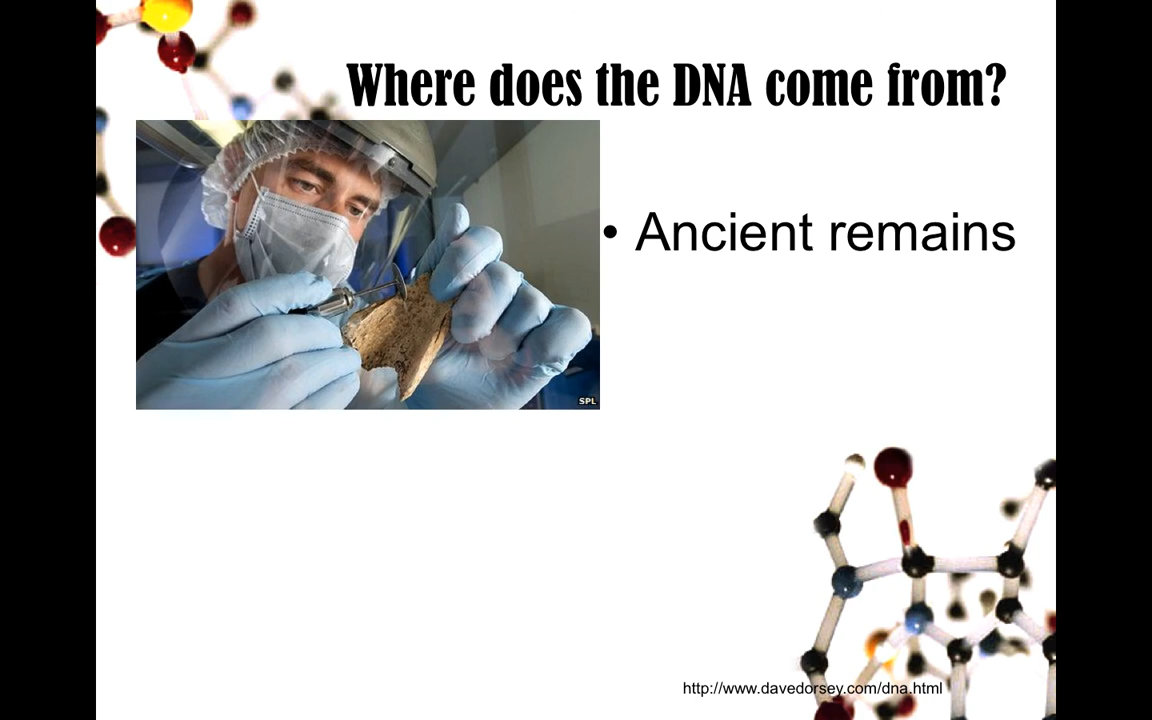 Where does the DNA come from?
• Ancient remains
SPL
http://www.davedorsey.com/dna.html